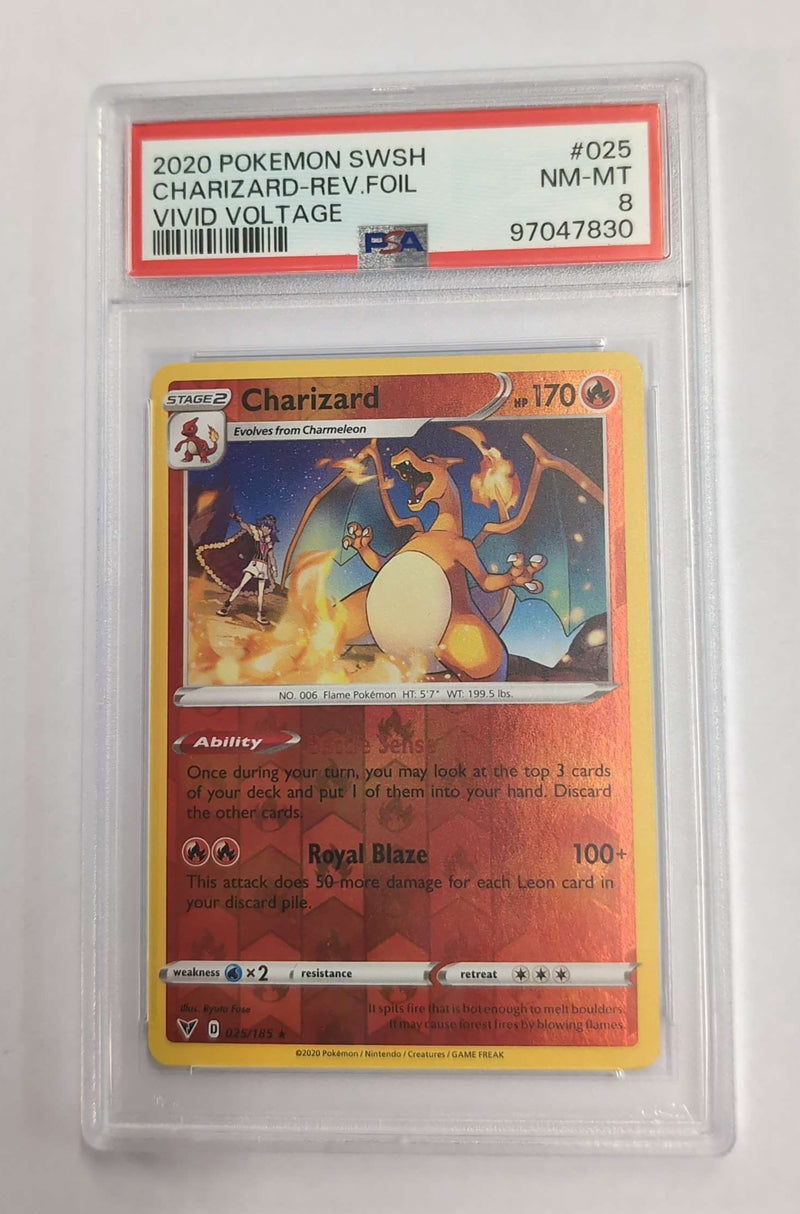 2020 POKEMON SWSH #025
CHARIZARD-REV.FOIL NM-MT
VIVID VOLTAGE 8
PSA 97047830
STAGE2 Charizard HP 170
Evolves from Charmeleon
NO. 006 Flame Pokémon HT: 5'7" WT: 199.5 lbs.
Ability Battle Sense
Once during your turn, you may look at the top 3 cards
of your deck and put 1 of them into your hand. Discard
the other cards.
Royal Blaze 100+
This attack does 50 more damage for each Leon card in
your discard pile.
weakness ×2 resistance retreat
Illus. Ryuta Fuse It spits fire that is hot enough to melt boulders.
It may cause forest fires by blowing flames.
D 025/185 ★
©2020 Pokémon / Nintendo / Creatures / GAME FREAK